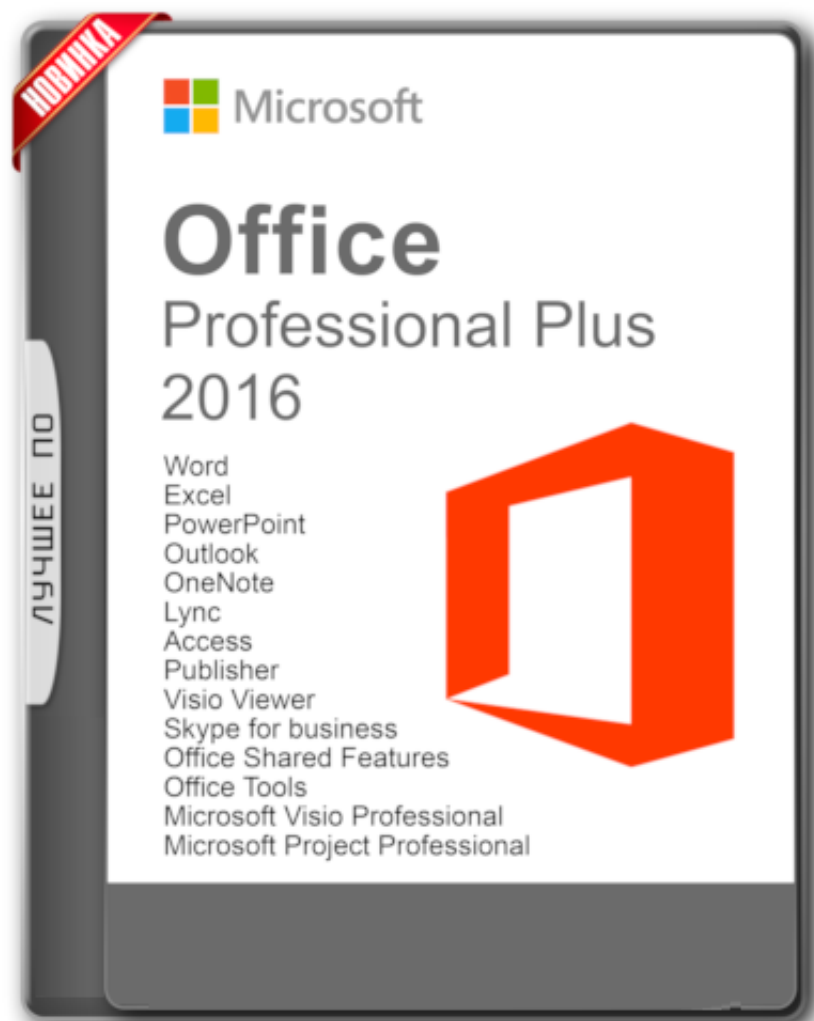 НОВИНКА
Microsoft
Office
Professional Plus
2016
Word
Excel
PowerPoint
Outlook
OneNote
Lync
Access
Publisher
Visio Viewer
Skype for business
Office Shared Features
Office Tools
Microsoft Visio Professional
Microsoft Project Professional
ЛУЧШЕЕ ПО